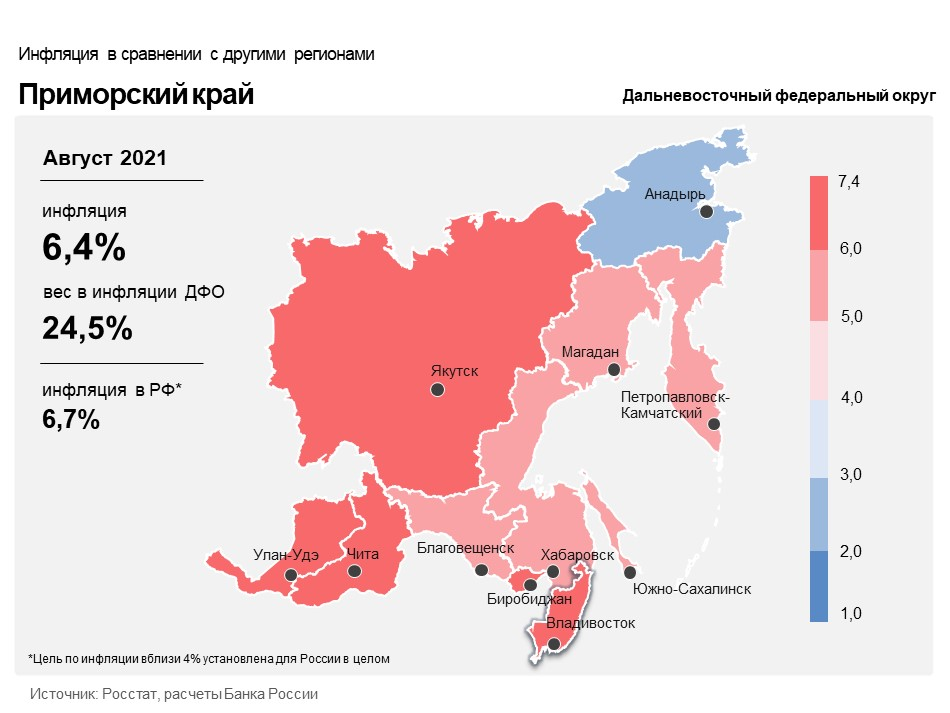 Инфляция в сравнении с другими регионами
Приморский край
Дальневосточный федеральный округ
Август 2021
инфляция
6,4%
вес в инфляции ДФО
24,5%
инфляция в РФ*
6,7%
Анадырь
Магадан
Якутск
Петропавловск-
Камчатский
Улан-Удэ
Чита
Благовещенск
Хабаровск
Биробиджан
Южно-Сахалинск
Владивосток
7,4
6,0
5,0
4,0
3,0
2,0
1,0
*Цель по инфляции вблизи 4% установлена для России в целом
Источник: Росстат, расчеты Банка России